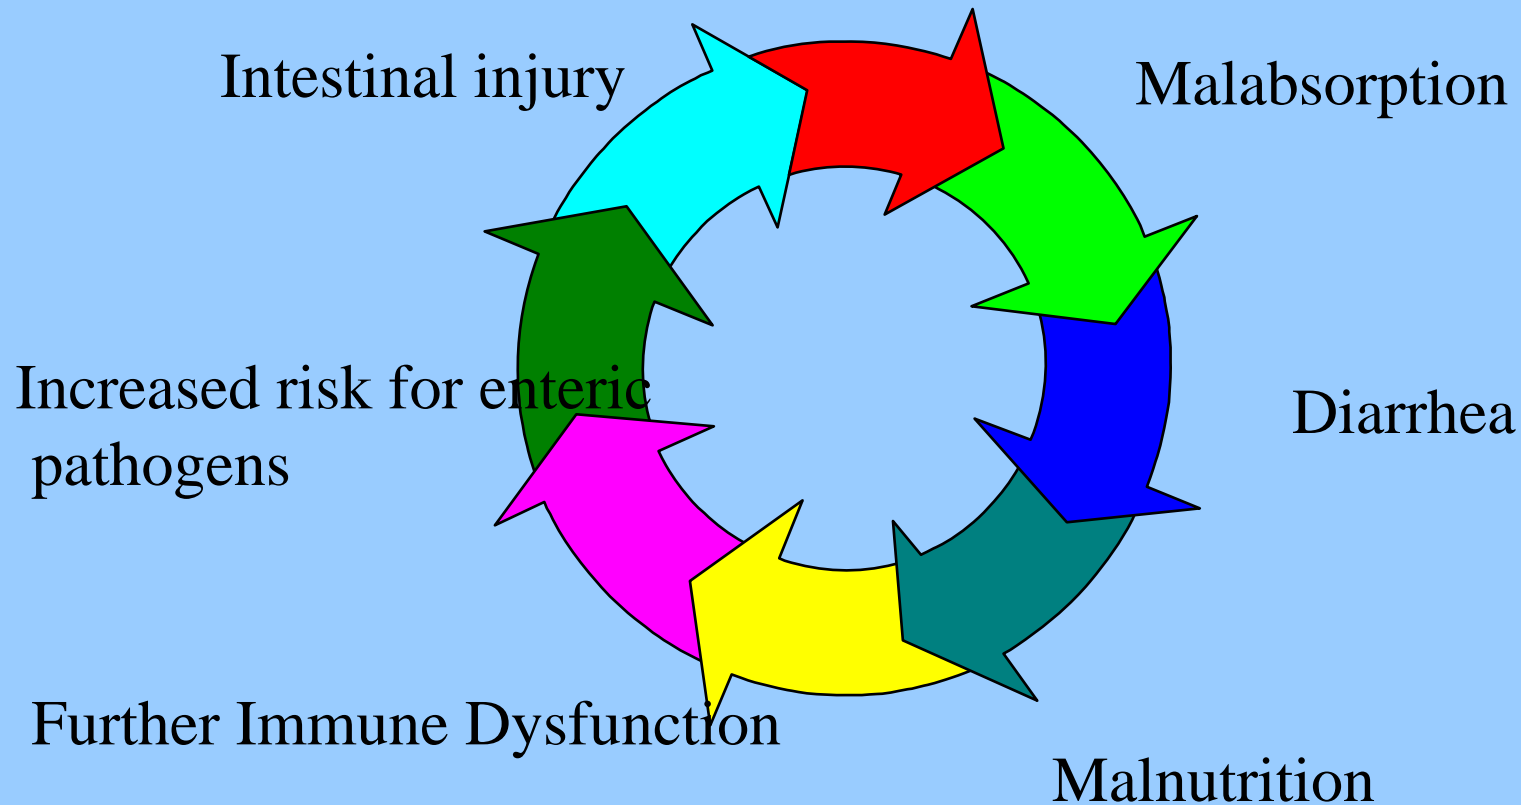 Intestinal injury
Malabsorption
Increased risk for enteric
pathogens
Diarrhea
Further Immune Dysfunction
Malnutrition